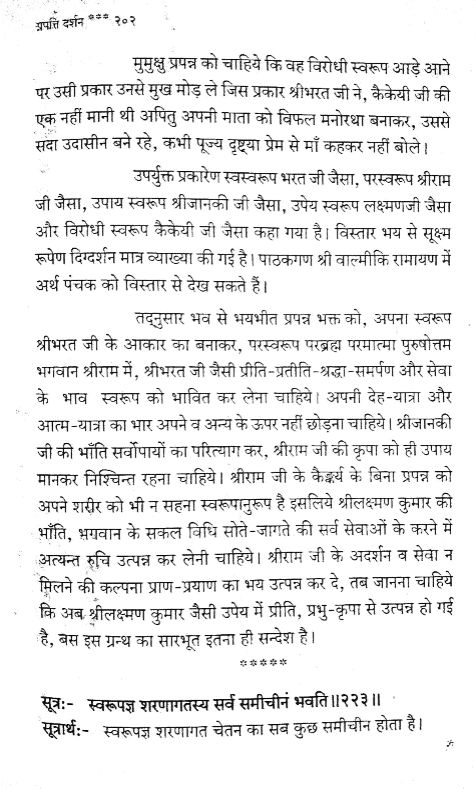 प्रपत्ति दर्शन *** २०२
मुमुक्षु प्रपन्न को चाहिये कि वह विरोधी स्वरूप आड़े आने
पर उसी प्रकार उनसे मुख मोड़ ले जिस प्रकार श्रीभरत जी ने, कैकेयी जी की
एक नहीं मानी थी अपितु अपनी माता को विफल मनोरथा बनाकर, उससे
सदा उदासीन बने रहे, कभी पूज्य दृष्ट्या प्रेम से माँ कहकर नहीं बोले।
उपर्युक्त प्रकारेण स्वस्वरूप भरत जी जैसा, परस्वरूप श्रीराम
जी जैसा, उपाय स्वरूप श्रीजानकी जी जैसा, उपेय स्वरूप लक्ष्मणजी जैसा
और विरोधी स्वरूप कैकेयी जी जैसा कहा गया है। विस्तार भय से सूक्ष्म
रूपेण दिग्दर्शन मात्र व्याख्या की गई है। पाठकगण श्री वाल्मीकि रामायण में
अर्थ पंचक को विस्तार से देख सकते हैं।
तद्नुसार भव से भयभीत प्रपन्न भक्त को, अपना स्वरूप
श्रीभरत जी के आकार का बनाकर, परस्वरूप परब्रह्म परमात्मा पुरुषोत्तम
भगवान श्रीराम में, श्रीभरत जी जैसी प्रीति-प्रतीति-श्रद्धा-समर्पण और सेवा
के भाव स्वरूप को भावित कर लेना चाहिये। अपनी देह-यात्रा और
आत्म-यात्रा का भार अपने व अन्य के ऊपर नहीं छोड़ना चाहिये। श्रीजानकी
जी की भाँति सर्वोपायों का परित्याग कर, श्रीराम जी की कृपा को ही उपाय
मानकर निश्चिन्त रहना चाहिये। श्रीराम जी के कैङ्कर्य के बिना प्रपन्न को
अपने शरीर को भी न सहना स्वरूपानुरूप है इसलिये श्रीलक्ष्मण कुमार की
भाँति, भगवान के सकल विधि सोते-जागते की सर्व सेवाओं के करने में
अत्यन्त रुचि उत्पन्न कर लेनी चाहिये। श्रीराम जी के अदर्शन व सेवा न
मिलने की कल्पना प्राण-प्रयाण का भय उत्पन्न कर दे, तब जानना चाहिये
कि अब श्रीलक्ष्मण कुमार जैसी उपेय में प्रीति, प्रभु-कृपा से उत्पन्न हो गई
है, बस इस ग्रन्थ का सारभूत इतना ही सन्देश है।
*****
सूत्रः- स्वरूपज्ञ शरणागतस्य सर्व समीचीनं भवति॥२२३॥
सूत्रार्थः- स्वरूपज्ञ शरणागत चेतन का सब कुछ समीचीन होता है।